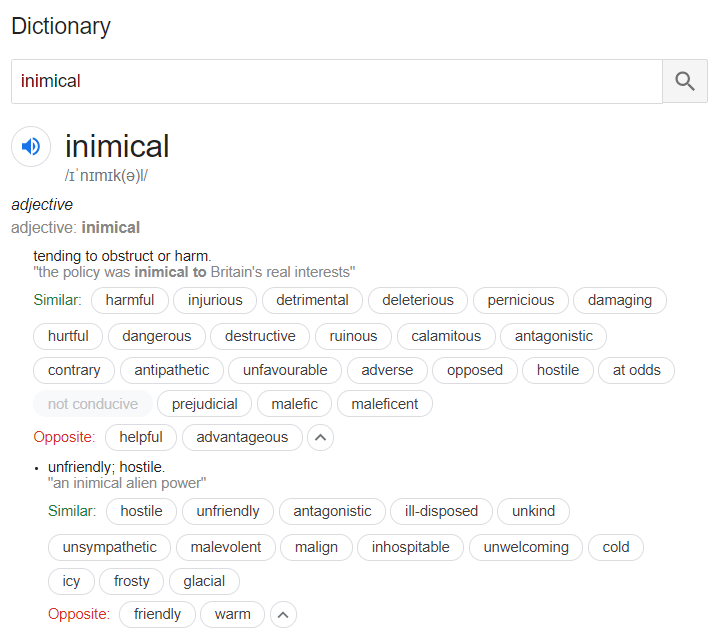 Dictionary
inimical
inimical
/ɪˈnɪmɪk(ə)l/
adjective
adjective: inimical
tending to obstruct or harm.
"the policy was inimical to Britain's real interests"
Similar: harmful injurious detrimental deleterious pernicious damaging
hurtful dangerous destructive ruinous calamitous antagonistic
contrary antipathetic unfavourable adverse opposed hostile at odds
not conducive prejudicial malefic maleficent
Opposite: helpful advantageous
• unfriendly; hostile.
"an inimical alien power"
Similar: hostile unfriendly antagonistic ill-disposed unkind
unsympathetic malevolent malign inhospitable unwelcoming cold
icy frosty glacial
Opposite: friendly warm